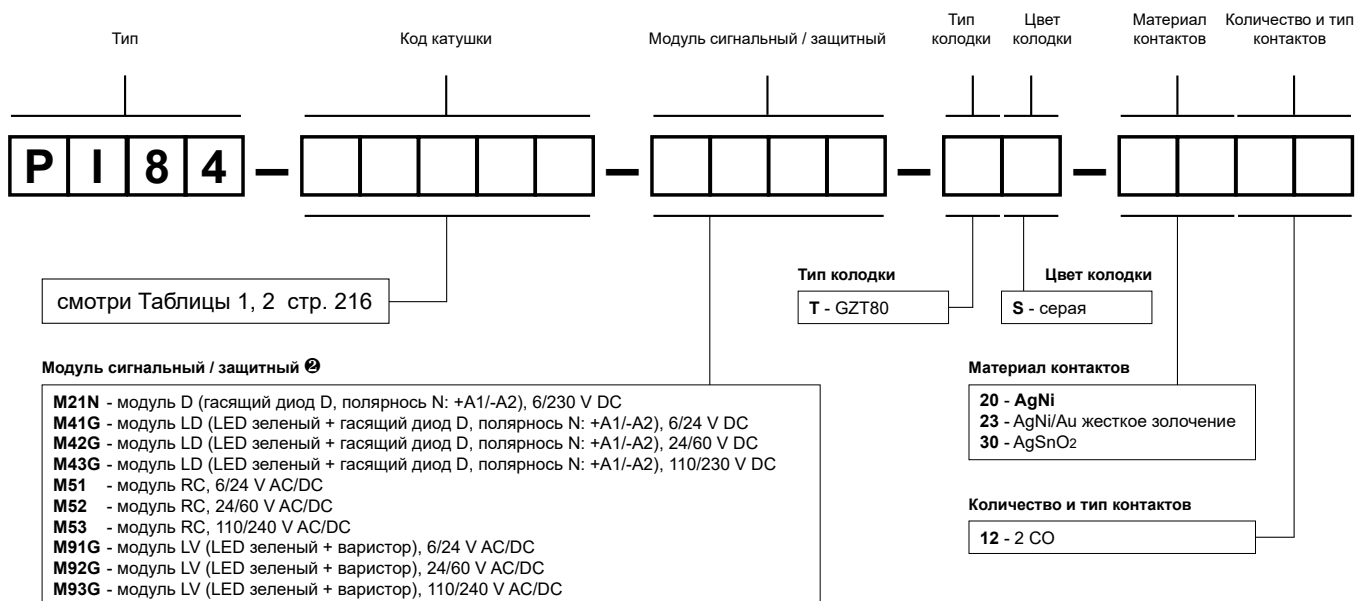 Тип
Код катушки
Модуль сигнальный / защитный
Тип
колодки
Цвет
колодки
Материал
контактов
Количество и тип
контактов
P I 8 4 – – – –
смотри Таблицы 1, 2 стр. 216
Тип колодки
T - GZT80
Цвет колодки
S - серая
Модуль сигнальный / защитный ❷
M21N - модуль D (гасящий диод D, полярнось N: +A1/-A2), 6/230 V DC
M41G - модуль LD (LED зеленый + гасящий диод D, полярнось N: +A1/-A2), 6/24 V DC
M42G - модуль LD (LED зеленый + гасящий диод D, полярнось N: +A1/-A2), 24/60 V DC
M43G - модуль LD (LED зеленый + гасящий диод D, полярнось N: +A1/-A2), 110/230 V DC
M51 - модуль RC, 6/24 V AC/DC
M52 - модуль RC, 24/60 V AC/DC
M53 - модуль RC, 110/240 V AC/DC
M91G - модуль LV (LED зеленый + варистор), 6/24 V AC/DC
M92G - модуль LV (LED зеленый + варистор), 24/60 V AC/DC
M93G - модуль LV (LED зеленый + варистор), 110/240 V AC/DC
Материал контактов
20 - AgNi
23 - AgNi/Au жесткое золочение
30 - AgSnO2
Количество и тип контактов
12 - 2 CO